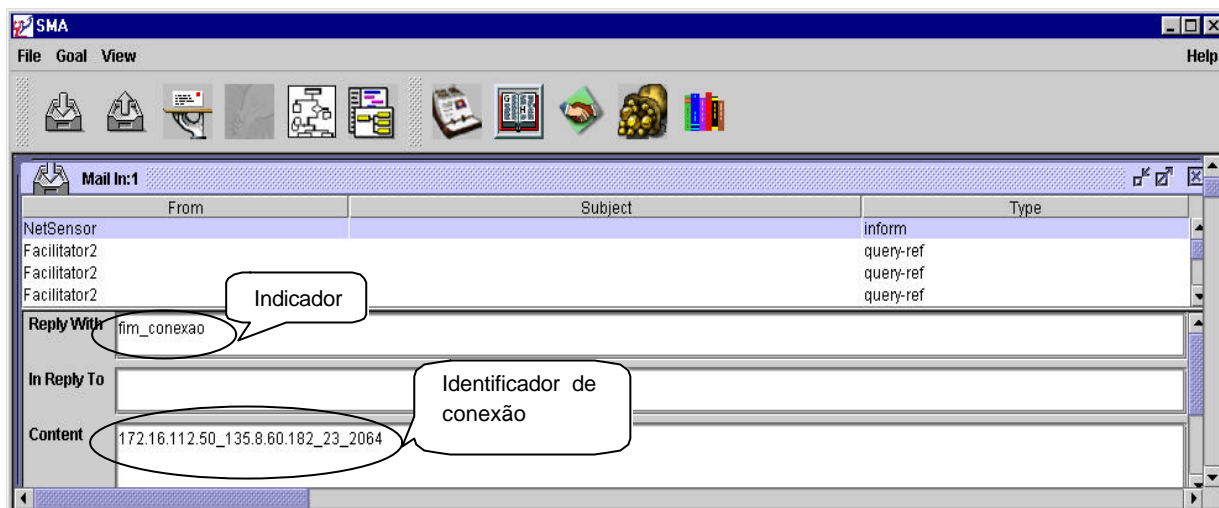 SMA
File Goal View Help
Mail In:1
From Subject Type
NetSensor inform
Facilitator2 query-ref
Facilitator2 query-ref
Facilitator2 query-ref
Indicador
Reply With fim_conexao
In Reply To
Identificador de
conexão
Content 172.16.112.50_135.8.60.182_23_2064